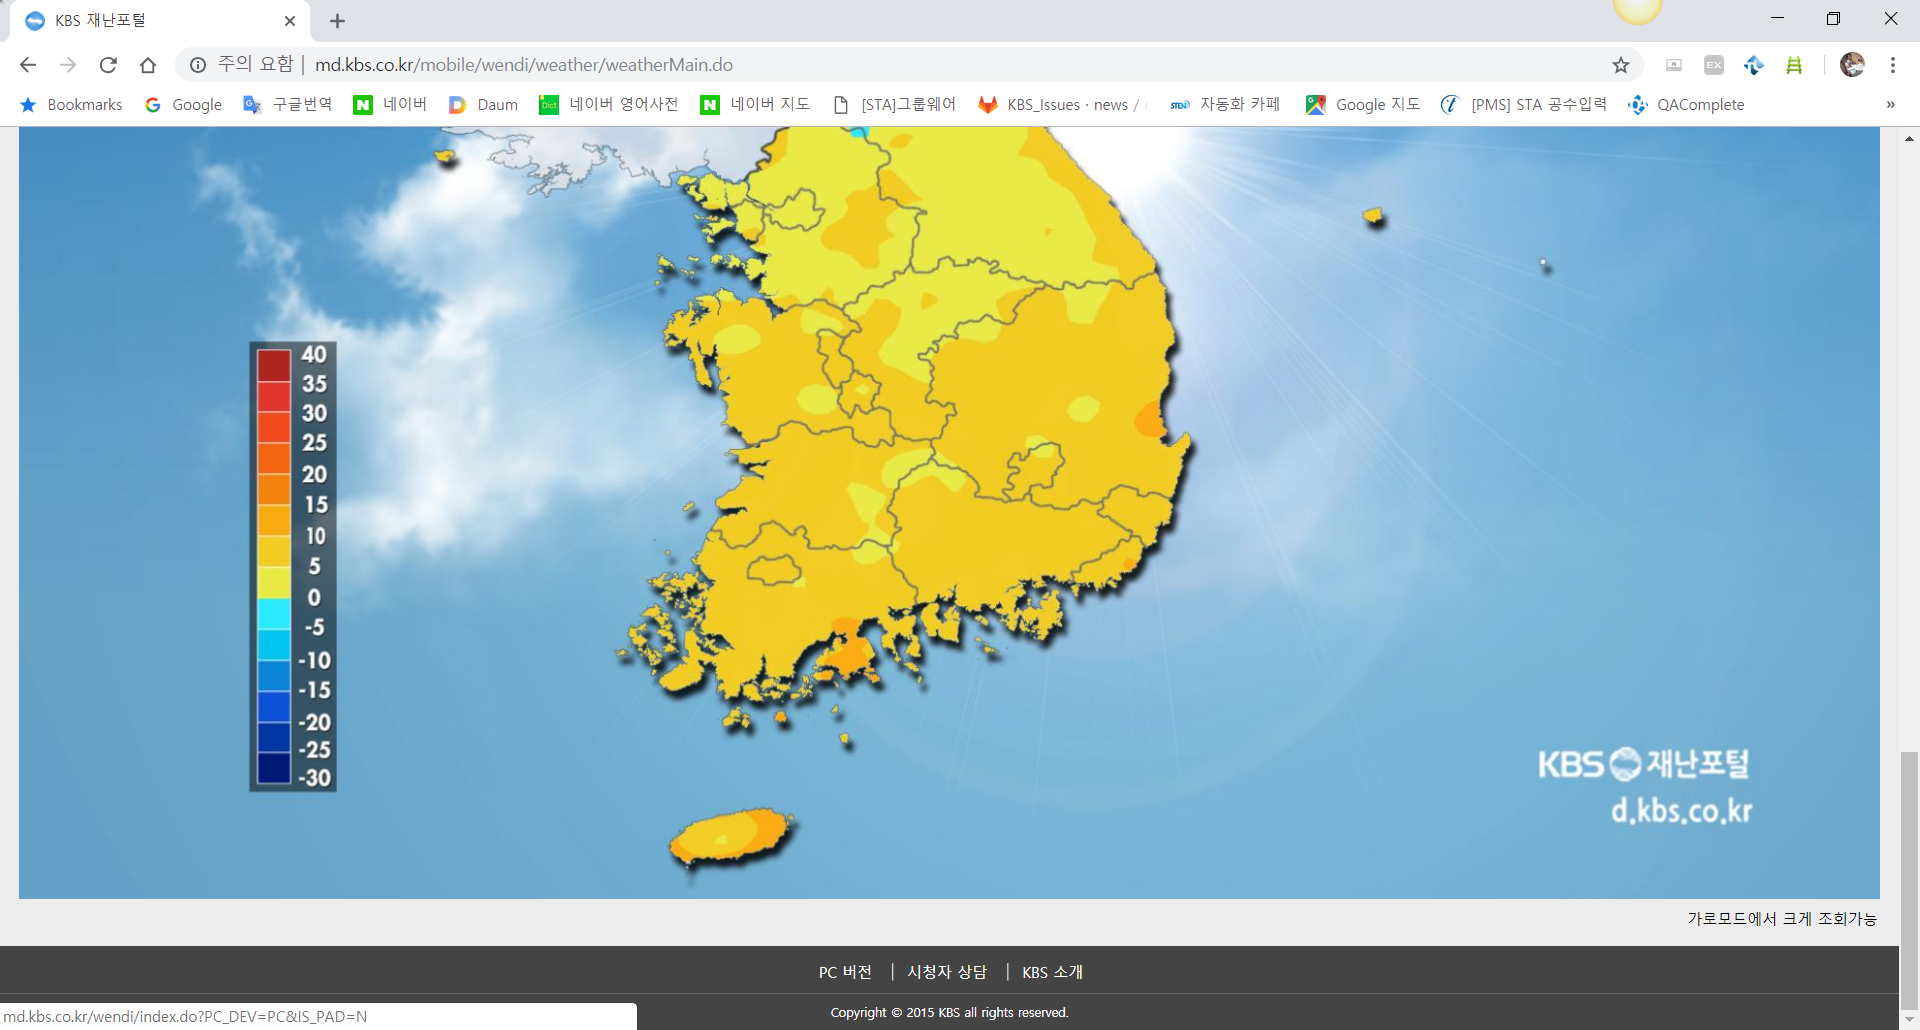 KBS 재난포털
주의 요함 | md.kbs.co.kr/mobile/wendi/weather/weatherMain.do
Bookmarks Google 구글번역 네이버 Daum 네이버 영어사전 네이버 지도 [STA]그룹웨어 KBS_Issues · news / 자동화 카페 Google 지도 [PMS] STA 공수입력 QAComplete »
40
35
30
25
20
15
10
5
0
-5
-10
-15
-20
-25
-30
KBS 재난포털
d.kbs.co.kr
가로모드에서 크게 조회가능
PC 버전 | 시청자 상담 | KBS 소개
Copyright © 2015 KBS all rights reserved.
md.kbs.co.kr/wendi/index.do?PC_DEV=PC&IS_PAD=N